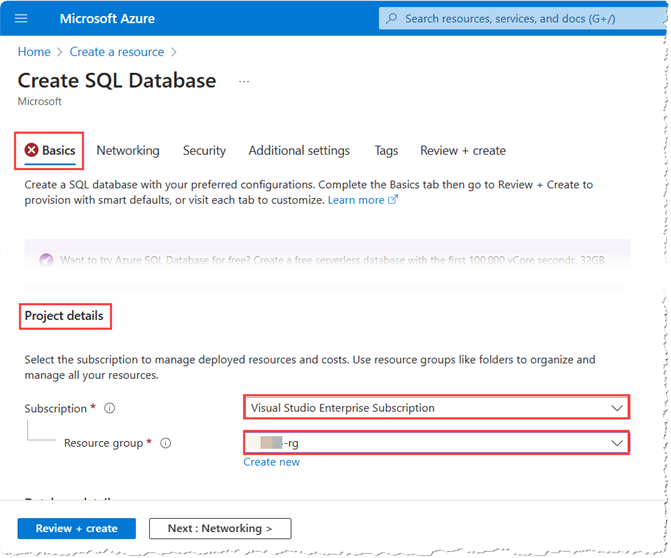 Microsoft Azure
Search resources, services, and docs (G+/)
Home > Create a resource >
Create SQL Database ...
Microsoft
Basics Networking Security Additional settings Tags Review + create
Create a SQL database with your preferred configurations. Complete the Basics tab then go to Review + Create to
provision with smart defaults, or visit each tab to customize. Learn more
Want to try Azure SQL Database for free? Create a free serverless database with the first 100,000 vCore seconds, 32GB
Project details
Select the subscription to manage deployed resources and costs. Use resource groups like folders to organize and
manage all your resources.
Subscription *
Visual Studio Enterprise Subscription
Resource group *
-rg
Create new
Review + create
Next : Networking >